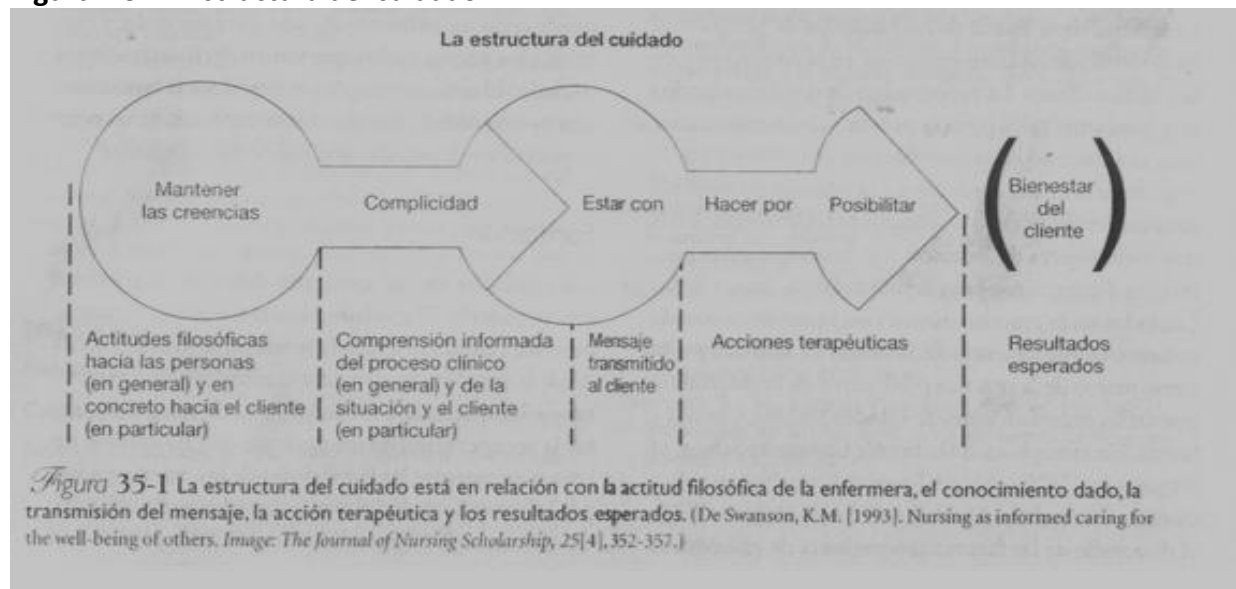 La estructura del cuidado
Mantener
las creencias
Complicidad
Estar con
Hacer por
Posibilitar
Bienestar
del
cliente
Actitudes filosóficas
hacia las personas
(en general) y en
concreto hacia el cliente
(en particular)
Comprensión informada
del proceso clínico
(en general) y de la
situación y el cliente
(en particular)
Mensaje
transmitido
al cliente
Acciones terapéuticas
Resultados
esperados
Figura 35-1 La estructura del cuidado está en relación con la actitud filosófica de la enfermera, el conocimiento dado, la
transmisión del mensaje, la acción terapéutica y los resultados esperados. (De Swanson, K.M. [1993]. Nursing as informed caring for
the well-being of others. Image: The Journal of Nursing Scholarship, 25[4], 352-357.)